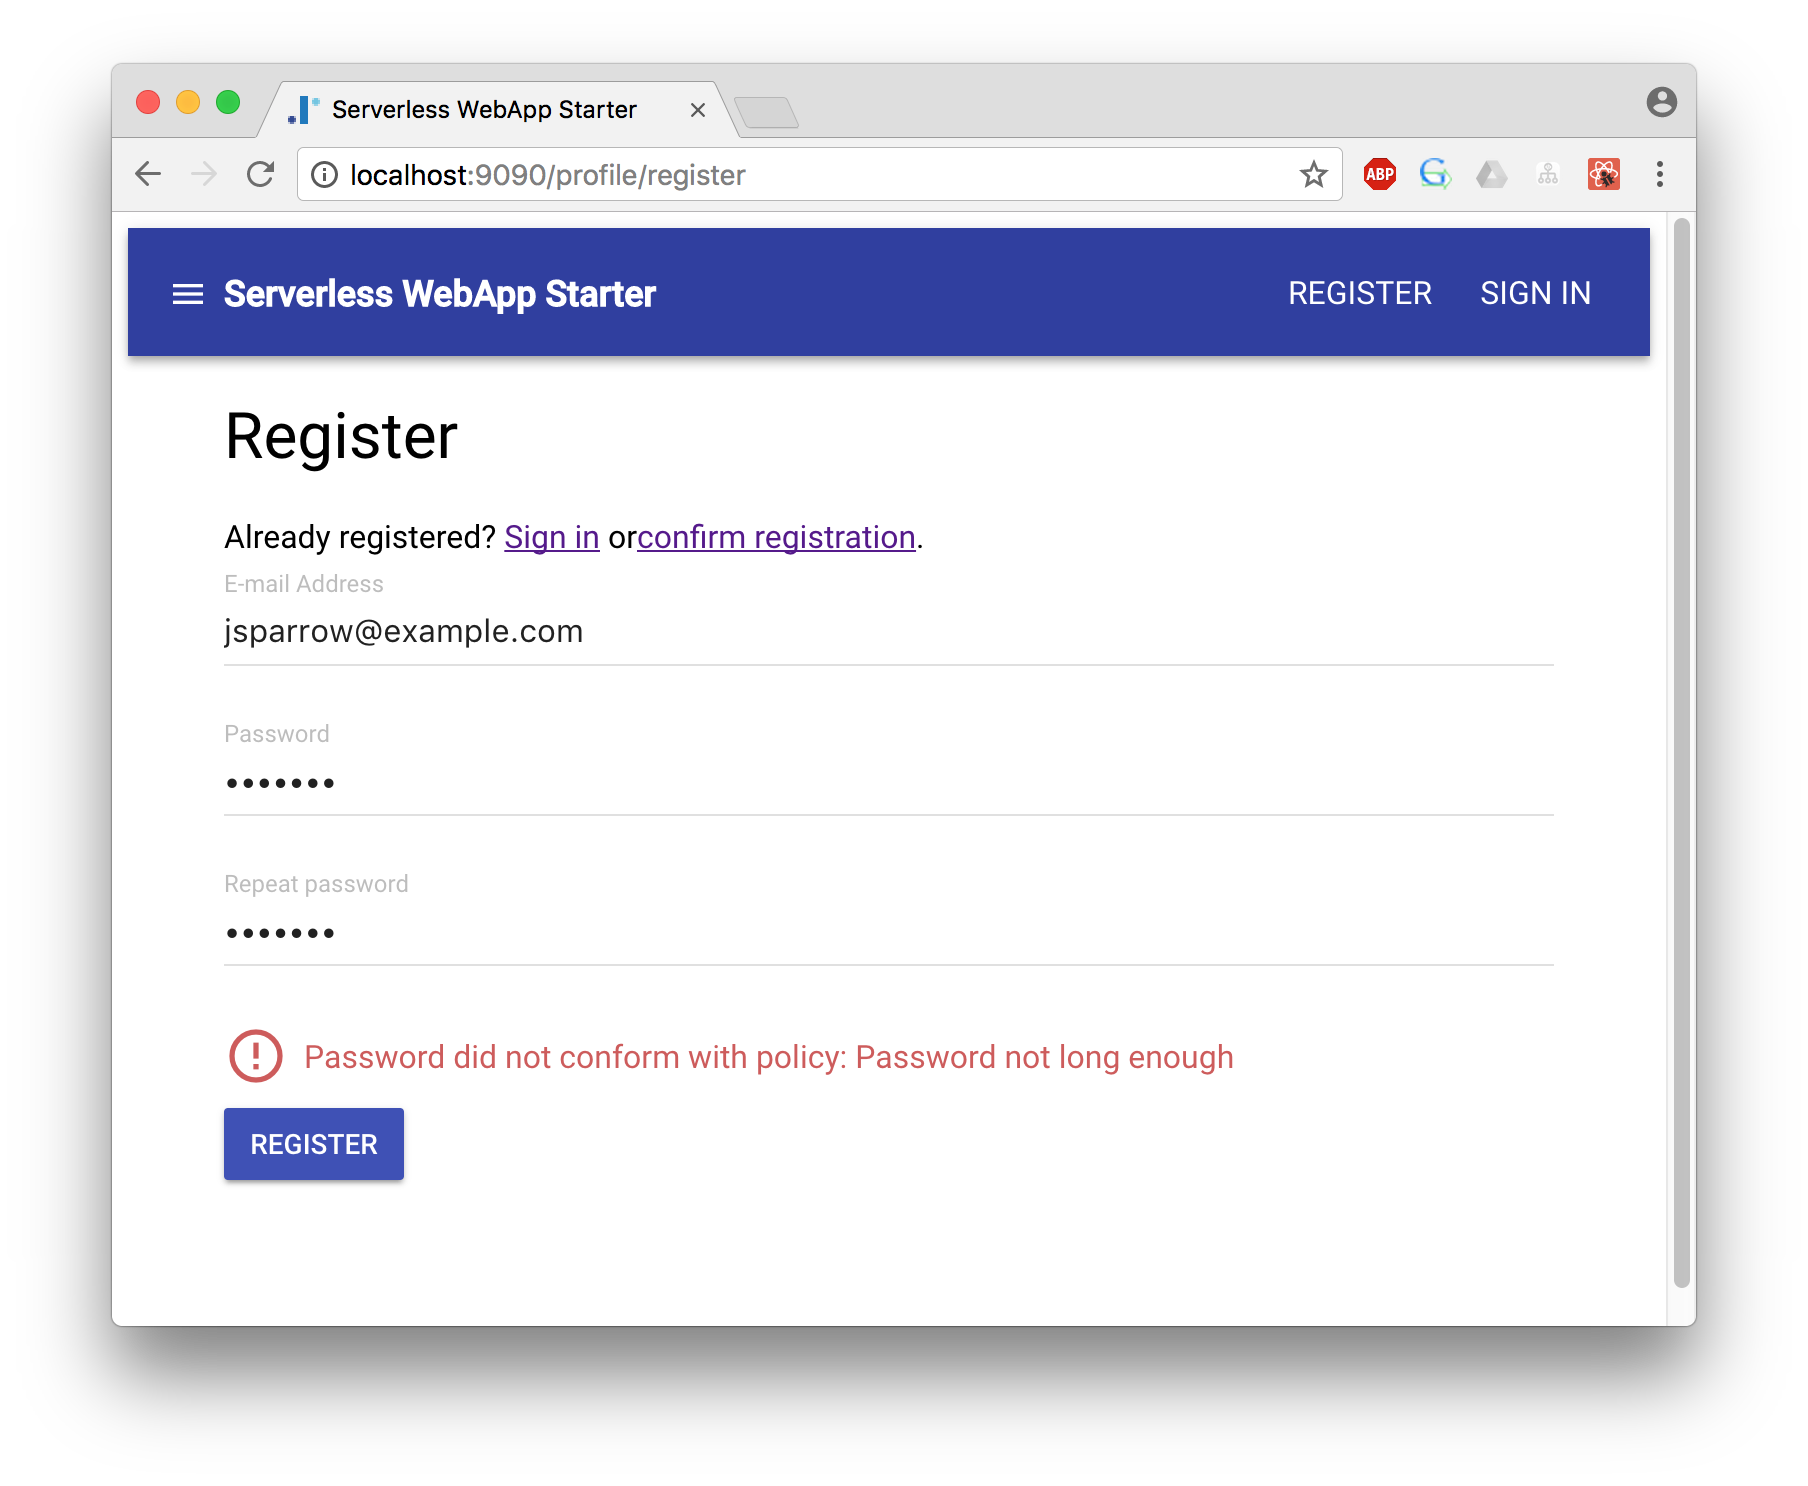 Serverless WebApp Starter
localhost:9090/profile/register
ABP
Serverless WebApp Starter REGISTER SIGN IN
Register
Already registered? Sign in orconfirm registration.
E-mail Address
jsparrow@example.com
Password
•••••••
Repeat password
•••••••
Password did not conform with policy: Password not long enough
REGISTER